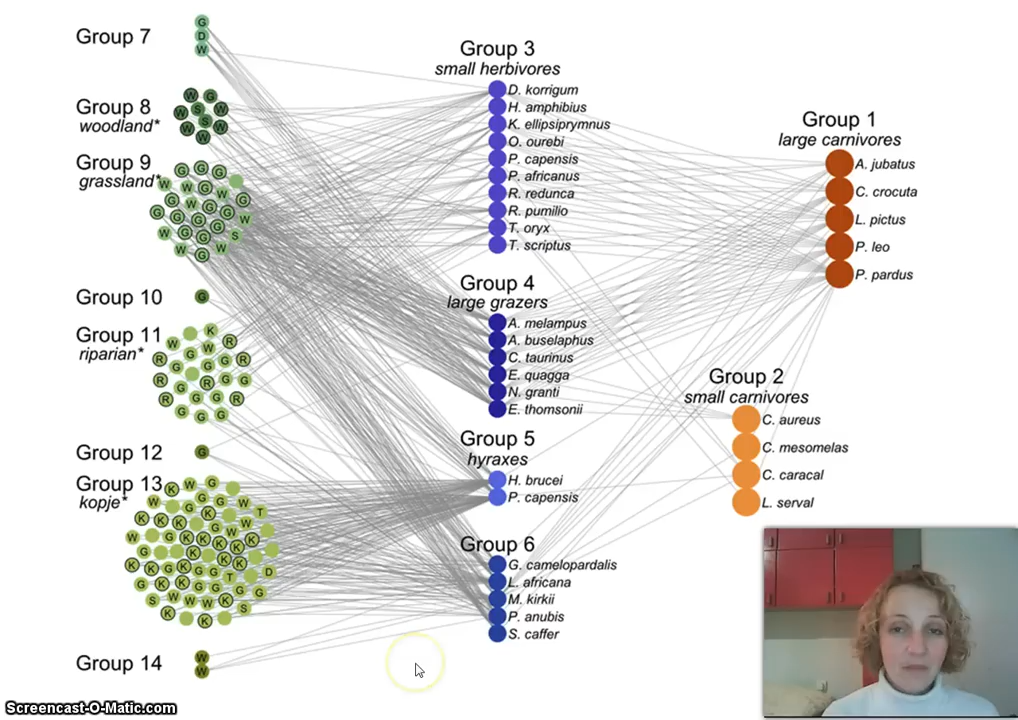 Group 7
G
D
W
Group 8
woodland*
Group 9
grassland*
Group 10
G
Group 11
riparian*
Group 12
G
Group 13
kopje*
Group 14
W
W
Group 3
small herbivores
D. korrigum
H. amphibius
K. ellipsiprymnus
O. ourebi
P. capensis
P. africanus
R. redunca
R. pumilio
T. oryx
T. scriptus
Group 4
large grazers
A. melampus
A. buselaphus
C. taurinus
E. quagga
N. granti
E. thomsonii
Group 5
hyraxes
H. brucei
P. capensis
Group 6
G. camelopardalis
L. africana
M. kirkii
P. anubis
S. caffer
Group 1
large carnivores
A. jubatus
C. crocuta
L. pictus
P. leo
P. pardus
Group 2
small carnivores
C. aureus
C. mesomelas
C. caracal
L. serval
Screencast-O-Matic.com